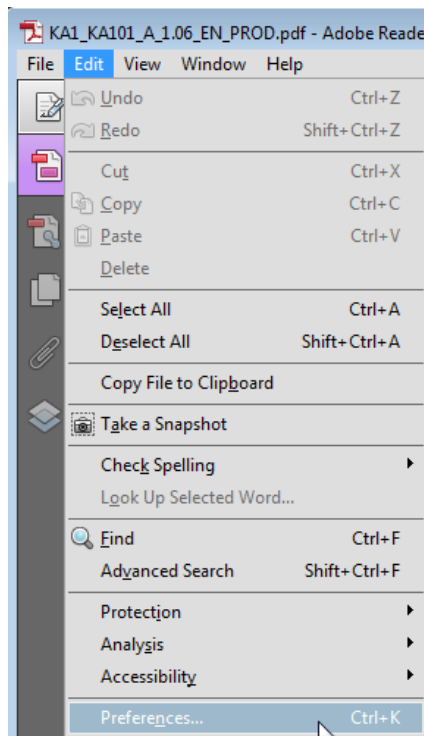 KA1_KA101_A_1.06_EN_PROD.pdf - Adobe Reade
File Edit View Window Help
Undo Ctrl+Z
Redo Shift+Ctrl+Z
Cut Ctrl+X
Copy Ctrl+C
Paste Ctrl+V
Delete
Select All Ctrl+A
Deselect All Shift+Ctrl+A
Copy File to Clipboard
Take a Snapshot
Check Spelling
Look Up Selected Word...
Find Ctrl+F
Advanced Search Shift+Ctrl+F
Protection
Analysis
Accessibility
Preferences... Ctrl+K